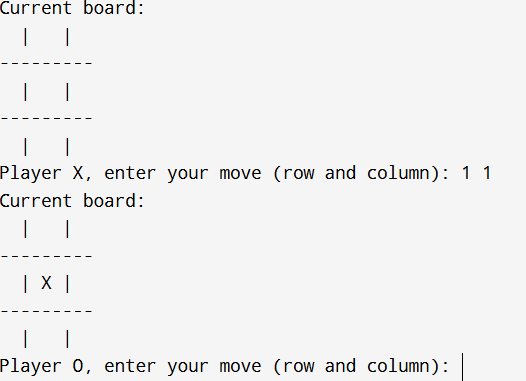 Current board:
  |   |  
---------
  |   |  
---------
  |   |  
Player X, enter your move (row and column): 1 1
Current board:
  |   |  
---------
  | X |  
---------
  |   |  
Player O, enter your move (row and column):